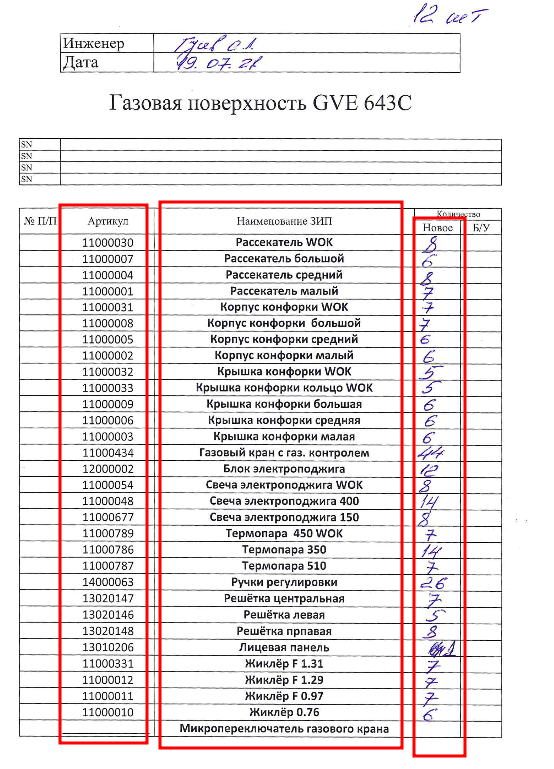 12 лет
Инженер Гусев С.А.
Дата 19.07.21
Газовая поверхность GVE 643C
SN
SN
SN
SN
№ П/П Артикул Наименование ЗИП Количество
Новое Б/У
11000030 Рассекатель WOK 8
11000007 Рассекатель большой 6
11000004 Рассекатель средний 8
11000001 Рассекатель малый 7
11000031 Корпус конфорки WOK 7
11000008 Корпус конфорки большой 7
11000005 Корпус конфорки средний 6
11000002 Корпус конфорки малый 6
11000032 Крышка конфорки WOK 5
11000033 Крышка конфорки кольцо WOK 5
11000009 Крышка конфорки большая 6
11000006 Крышка конфорки средняя 6
11000003 Крышка конфорки малая 6
11000434 Газовый кран с газ. контролем 44
12000002 Блок электроподжига 12
11000054 Свеча электроподжига WOK 8
11000048 Свеча электроподжига 400 14
11000677 Свеча электроподжига 150 8
11000789 Термопара 450 WOK 7
11000786 Термопара 350 14
11000787 Термопара 510 7
14000063 Ручки регулировки 26
13020147 Решётка центральная 7
13020146 Решётка левая 5
13020148 Решётка прпавая 8
13010206 Лицевая панель
11000331 Жиклёр F 1.31 7
11000012 Жиклёр F 1.29 7
11000011 Жиклёр F 0.97 7
11000010 Жиклёр 0.76 6
Микропереключатель газового крана